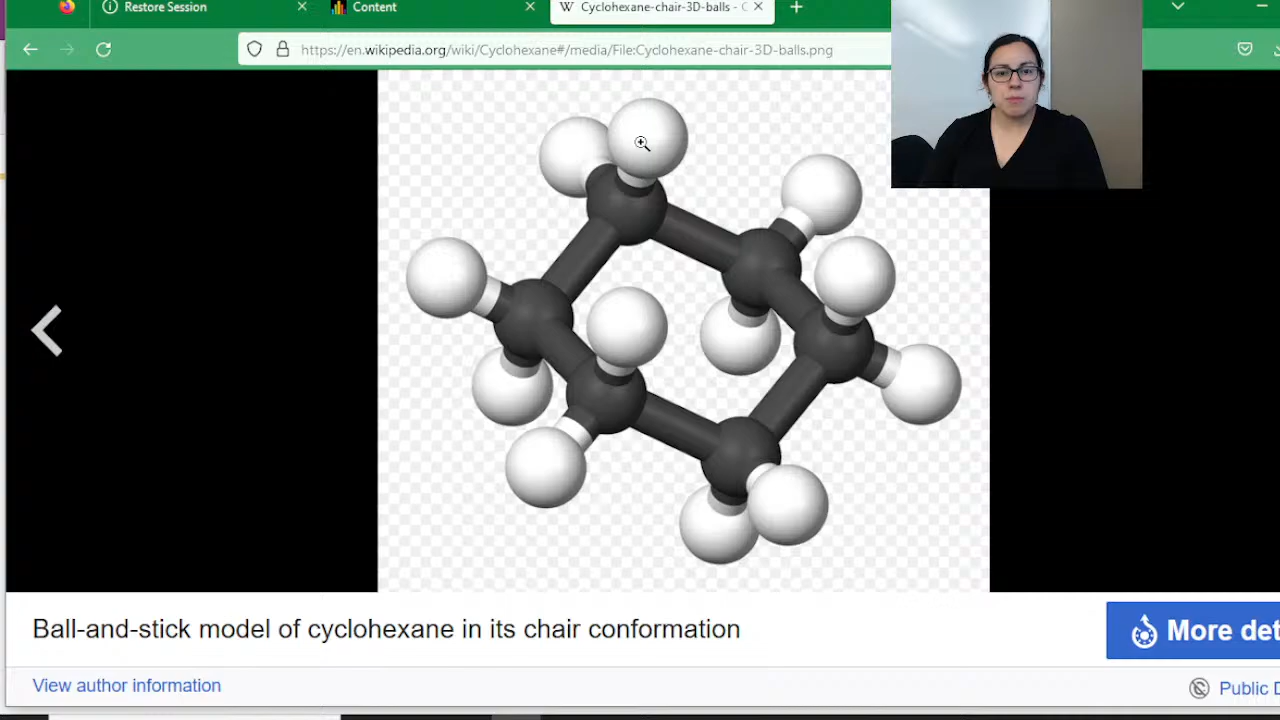 Restore Session
Content
W Cyclohexane-chair-3D-balls - C
https://en.wikipedia.org/wiki/Cyclohexane#/media/File:Cyclohexane-chair-3D-balls.png
Ball-and-stick model of cyclohexane in its chair conformation
More det
View author information
Public D